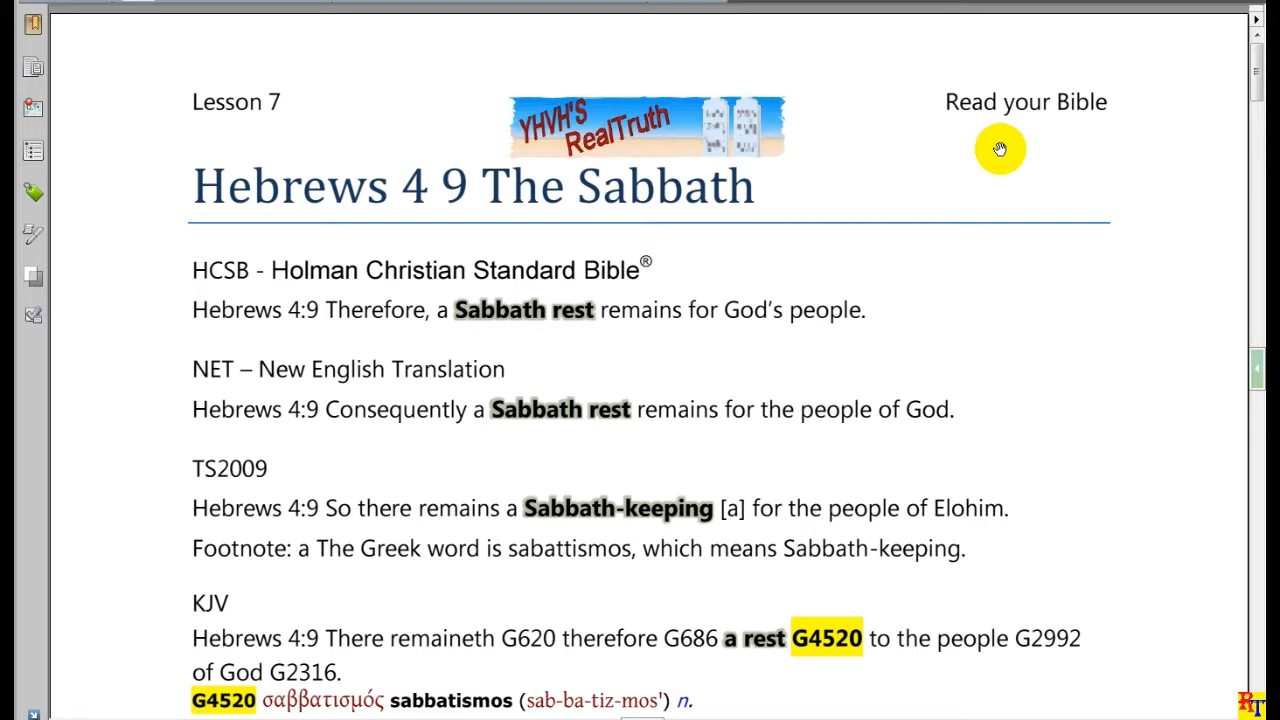 Lesson 7
YHVH'S
RealTruth
Read your Bible
Hebrews 4 9 The Sabbath
HCSB - Holman Christian Standard Bible®
Hebrews 4:9 Therefore, a Sabbath rest remains for God's people.
NET – New English Translation
Hebrews 4:9 Consequently a Sabbath rest remains for the people of God.
TS2009
Hebrews 4:9 So there remains a Sabbath-keeping [a] for the people of Elohim.
Footnote: a The Greek word is sabattismos, which means Sabbath-keeping.
KJV
Hebrews 4:9 There remaineth G620 therefore G686 a rest G4520 to the people G2992
of God G2316.
G4520 σαββατισμός sabbatismos (sab-ba-tiz-mos') n.
RT